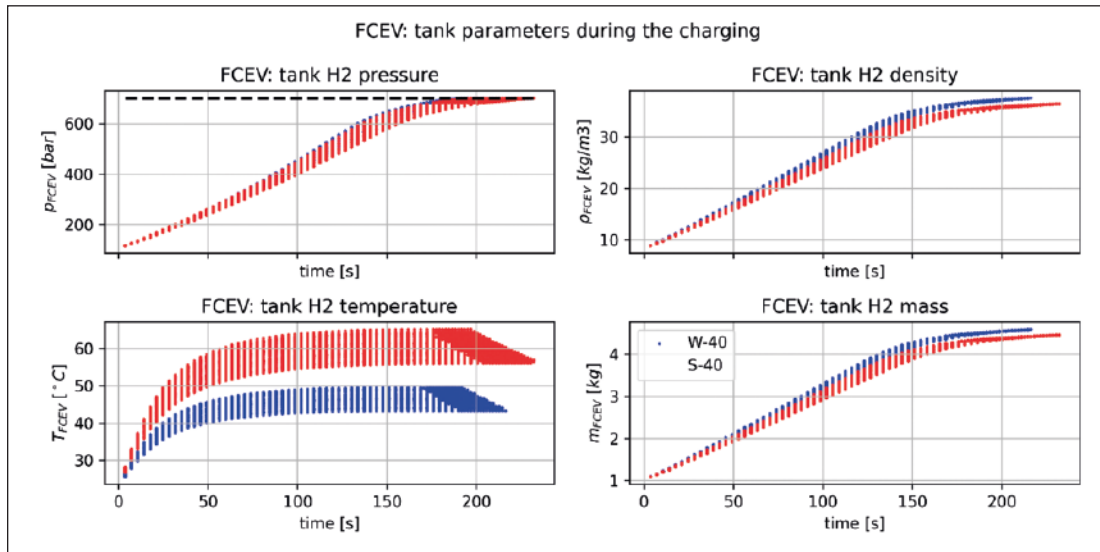 FCEV: tank parameters during the charging
FCEV: tank H2 pressure
600
400
200
p_FCEV [bar]
time [s]
FCEV: tank H2 density
30
20
10
ρ_FCEV [kg/m3]
time [s]
FCEV: tank H2 temperature
60
50
40
30
T_FCEV [°C]
0 50 100 150 200
time [s]
FCEV: tank H2 mass
W-40
S-40
4
3
2
1
m_FCEV [kg]
0 50 100 150 200
time [s]